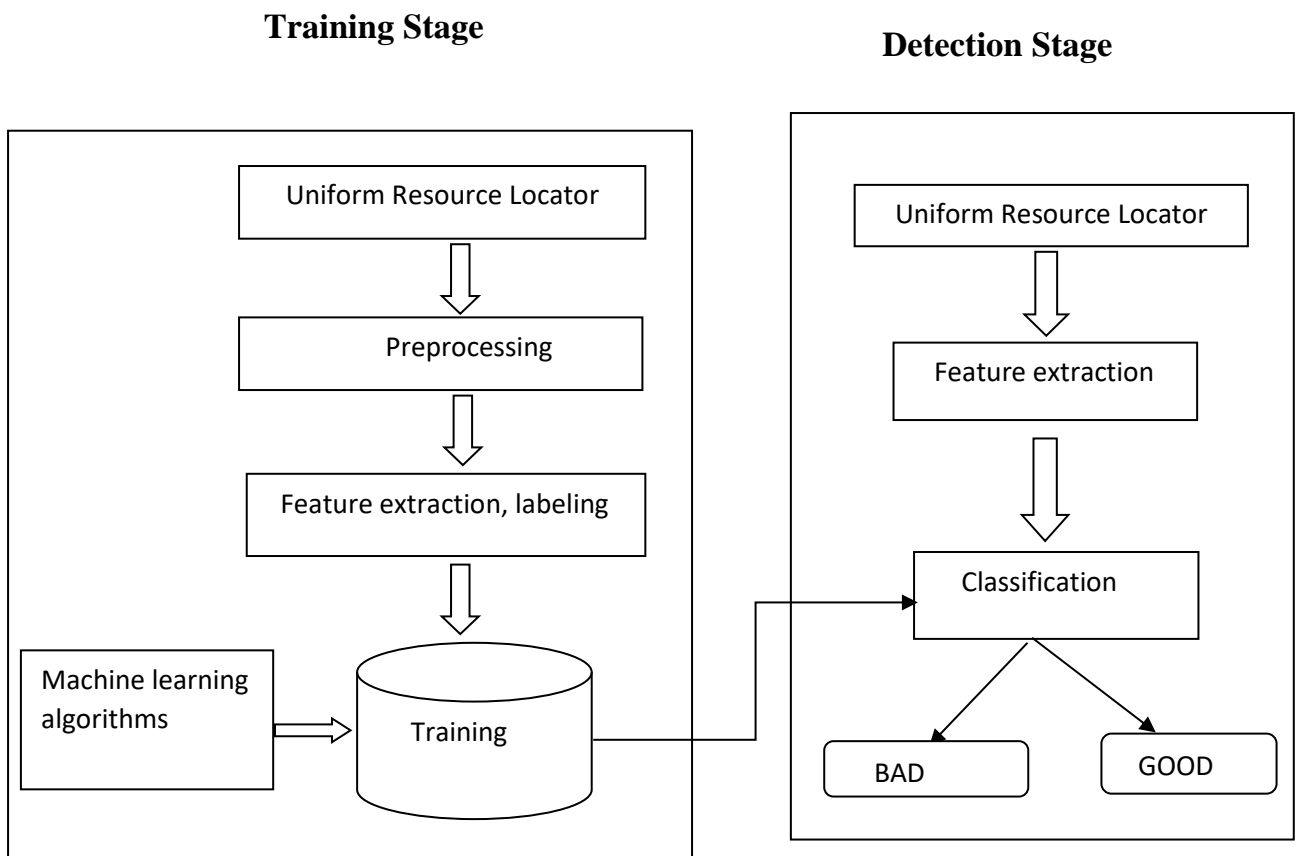 Training Stage
Detection Stage
Uniform Resource Locator
Preprocessing
Feature extraction, labeling
Machine learning
algorithms
Training
Uniform Resource Locator
Feature extraction
Classification
BAD
GOOD